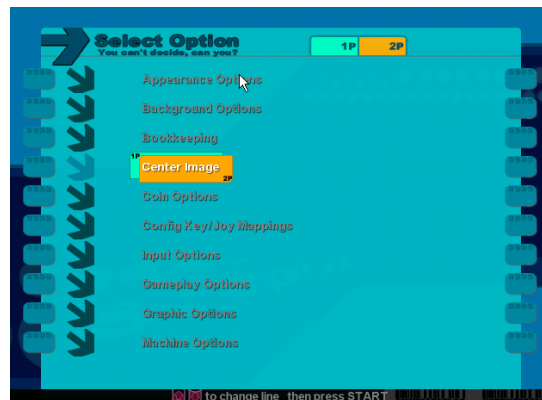 Select Option
You can't decide, can you?
1P 2P
Appearance Options
Background Options
Bookkeeping
1P
Center Image
2P
Coin Options
Config Key/Joy Mappings
Input Options
Gameplay Options
Graphic Options
Machine Options
to change line then press START